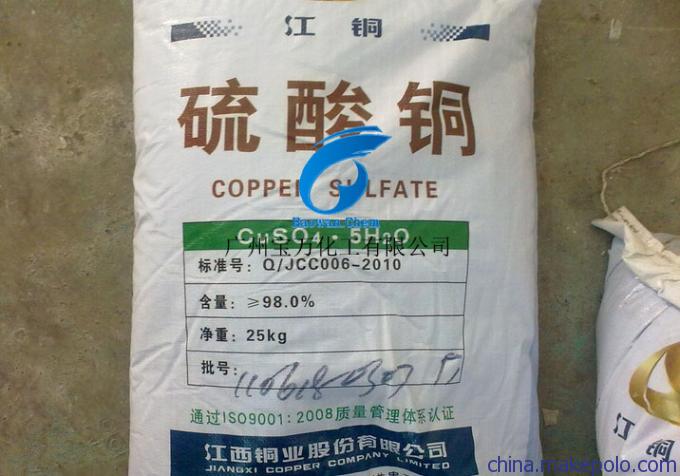 江铜
硫酸铜
COPPER SULFATE
Baowan Chem
CuSO4·5H2O
广州宝万化工有限公司
标准号：Q/JCC006-2010
含量：≥98.0%
净重：25kg
批号：
通过ISO9001:2008质量管理体系认证
江西铜业股份有限公司
JIANGXI COPPER COMPANY LIMITED
江
china.makepolo.com